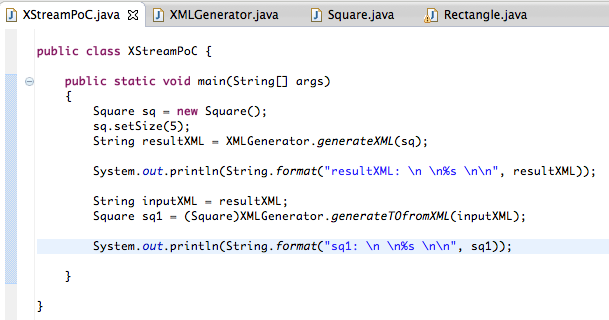 XStreamPoC.java XMLGenerator.java Square.java Rectangle.java
public class XStreamPoC {
public static void main(String[] args)
{
Square sq = new Square();
sq.setSize(5);
String resultXML = XMLGenerator.generateXML(sq);
System.out.println(String.format("resultXML: \n \n%s \n\n", resultXML));
String inputXML = resultXML;
Square sq1 = (Square)XMLGenerator.generateTOfromXML(inputXML);
System.out.println(String.format("sq1: \n \n%s \n\n", sq1));
}
}